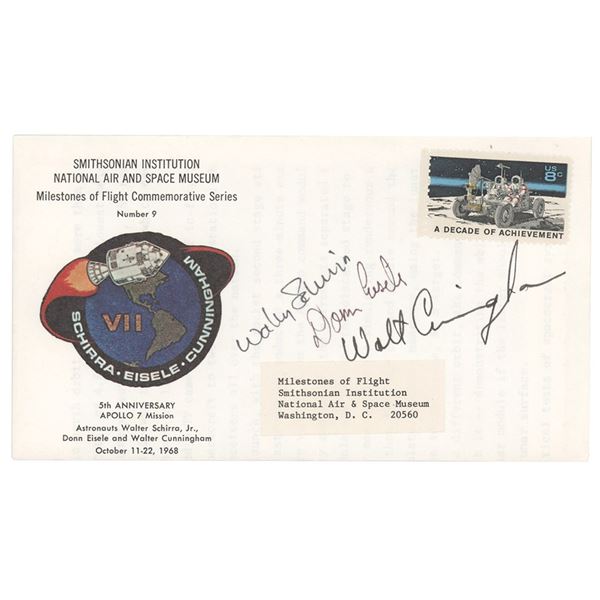 SMITHSONIAN INSTITUTION
NATIONAL AIR AND SPACE MUSEUM
Milestones of Flight Commemorative Series
Number 9
VII
SCHIRRA • EISELE • CUNNINGHAM
US
8c
A DECADE OF ACHIEVEMENT
Wally Schirra
Donn Eisele
Walt Cunningham
Milestones of Flight
Smithsonian Institution
National Air & Space Museum
Washington, D. C. 20560
5th ANNIVERSARY
APOLLO 7 Mission
Astronauts Walter Schirra, Jr.,
Donn Eisele and Walter Cunningham
October 11-22, 1968